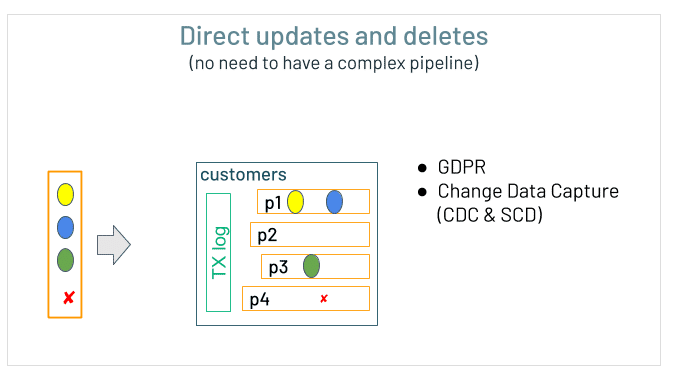 Direct updates and deletes
(no need to have a complex pipeline)
customers
TX log
p1
p2
p3
p4
● GDPR
● Change Data Capture
(CDC & SCD)